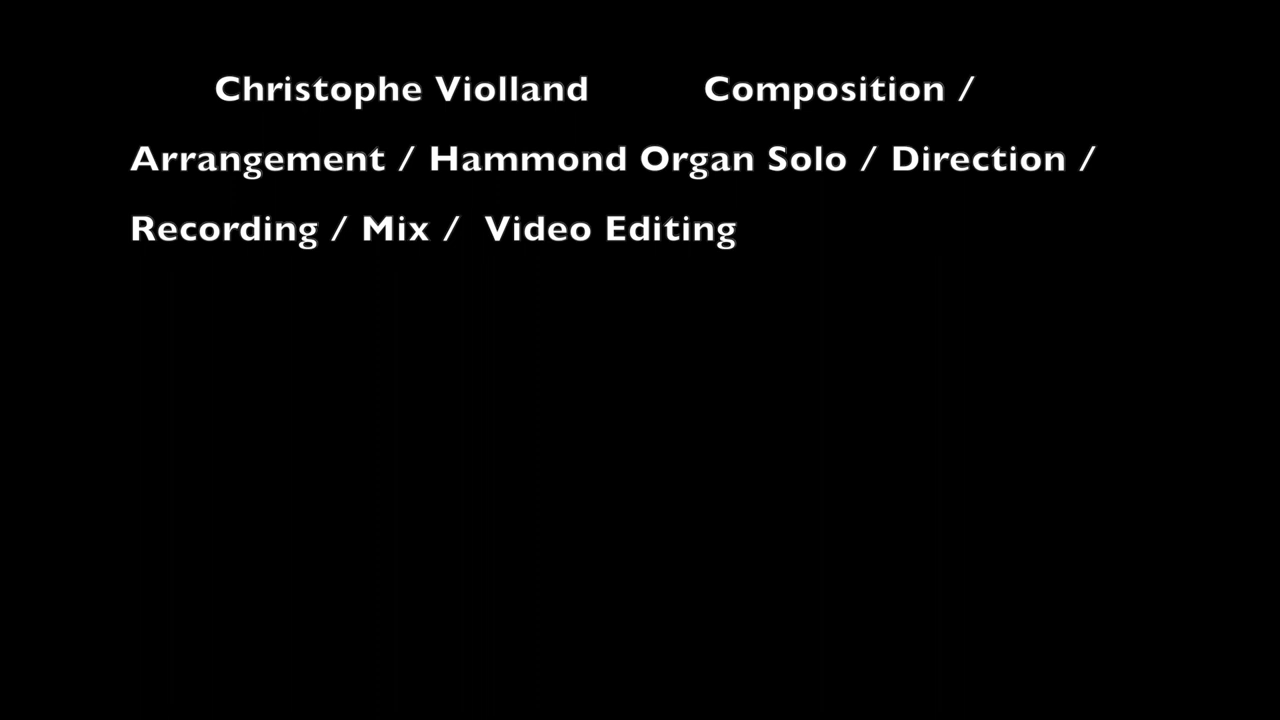 Christophe Violland Composition /
Arrangement / Hammond Organ Solo / Direction /
Recording / Mix / Video Editing